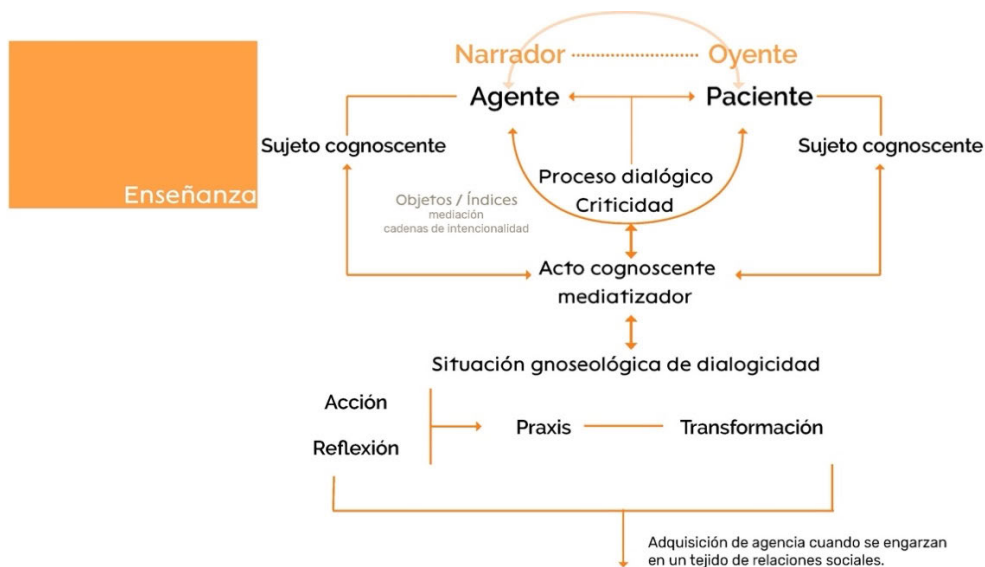 Narrador Oyente
Agente Paciente
Sujeto cognoscente Sujeto cognoscente
Enseñanza
Proceso dialógico
Criticidad
Objetos / Índices
mediación
cadenas de intencionalidad
Acto cognoscente
mediatizador
Situación gnoseológica de dialogicidad
Acción
Reflexión
Praxis Transformación
Adquisición de agencia cuando se engarzan
en un tejido de relaciones sociales.